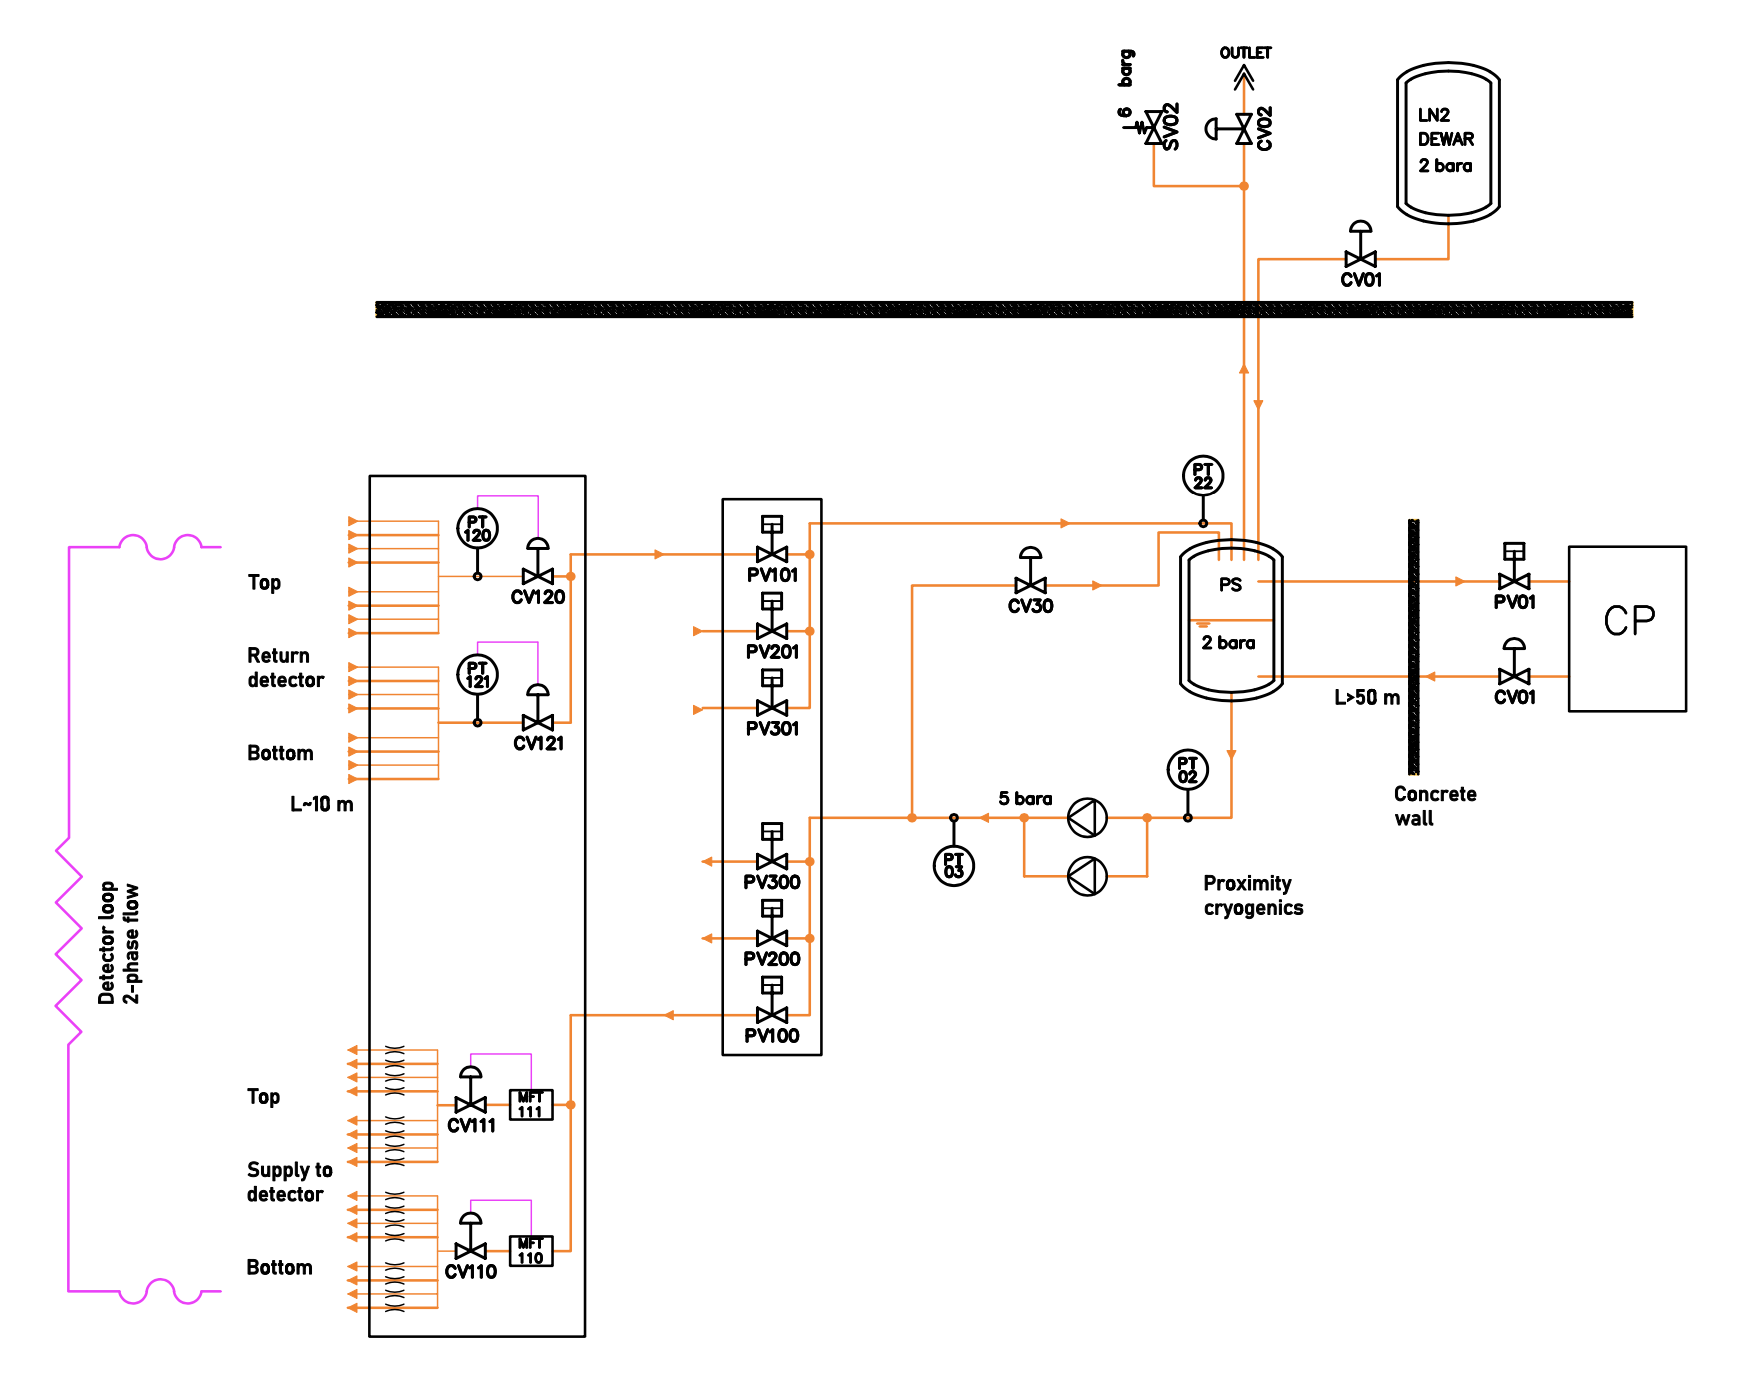 OUTLET
6 barg
SV02
CV02
LN2
DEWAR
2 bara
CV01
PT
22
PT
120
CV120
PV101
CV30
PS
2 bara
PV01
CP
CV01
L>50 m
Top
Return
detector
PT
121
CV121
PV201
PV301
Bottom
L~10 m
PT
02
5 bara
PT
03
Concrete
wall
PV300
Proximity
cryogenics
Detector loop
2-phase flow
PV200
PV100
Top
CV111
MFT
111
Supply to
detector
CV110
MFT
110
Bottom